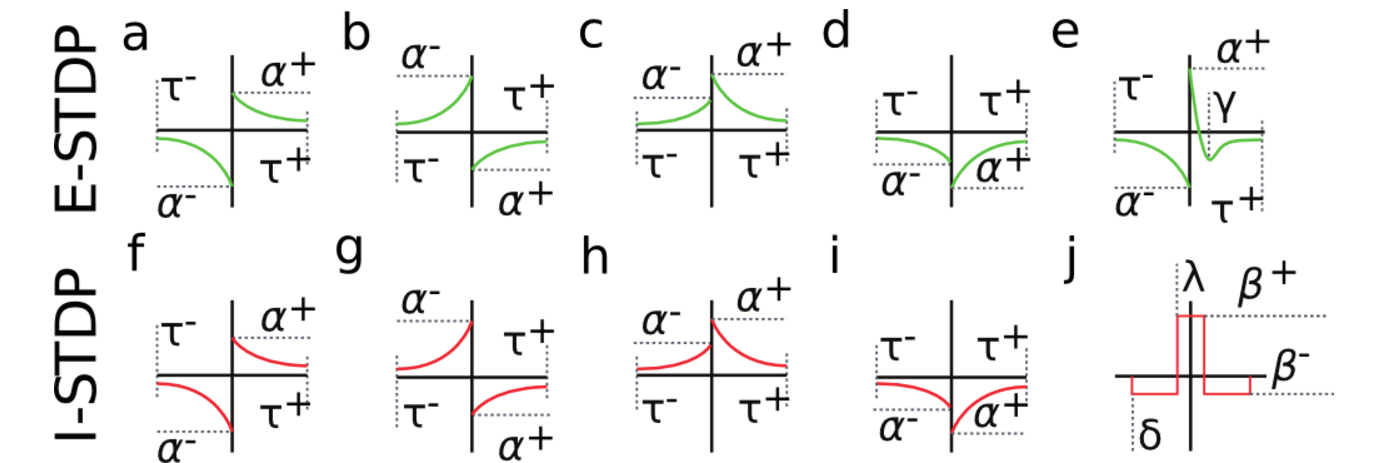 E-STDP
a
τ-
α+
α-
τ+
b
α-
τ+
τ-
α+
c
α-
α+
τ-
τ+
d
τ-
τ+
α-
α+
e
τ-
α+
γ
α-
τ+
I-STDP
f
τ-
α+
α-
τ+
g
α-
τ+
τ-
α+
h
α-
α+
τ-
τ+
i
τ-
τ+
α-
α+
j
λ
β+
β-
δ